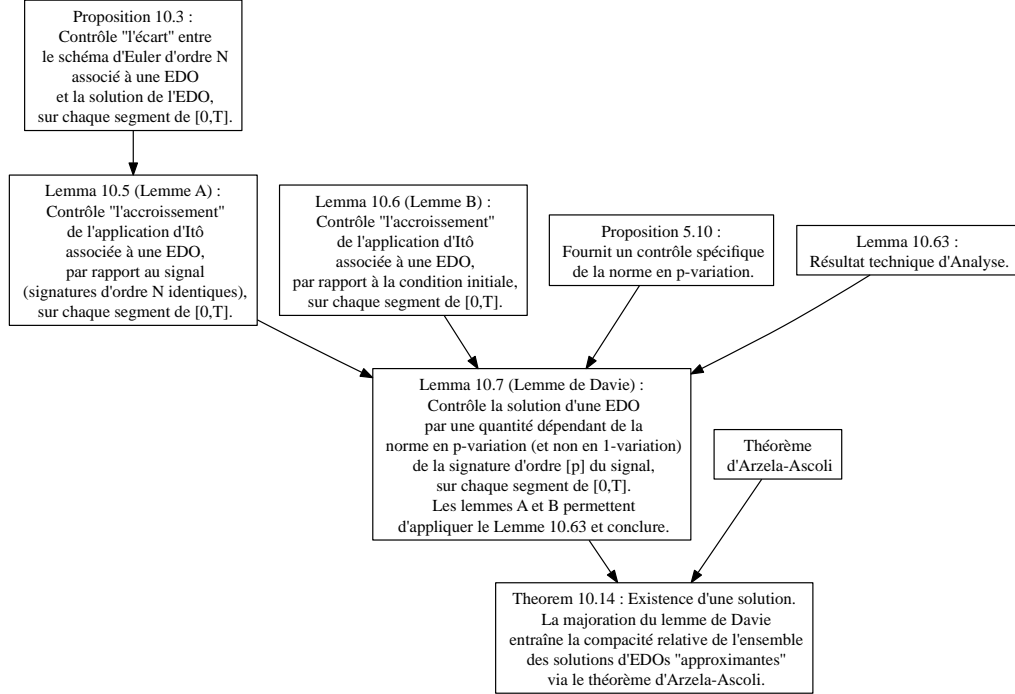 Proposition 10.3 :
Contrôle "l'écart" entre
le schéma d'Euler d'ordre N
associé à une EDO
et la solution de l'EDO,
sur chaque segment de [0,T].
Lemma 10.5 (Lemme A) :
Contrôle "l'accroissement"
de l'application d'Itô
associée à une EDO,
par rapport au signal
(signatures d'ordre N identiques),
sur chaque segment de [0,T].
Lemma 10.6 (Lemme B) :
Contrôle "l'accroissement"
de l'application d'Itô
associée à une EDO,
par rapport à la condition initiale,
sur chaque segment de [0,T].
Proposition 5.10 :
Fournit un contrôle spécifique
de la norme en p-variation.
Lemma 10.63 :
Résultat technique d'Analyse.
Lemma 10.7 (Lemme de Davie) :
Contrôle la solution d'une EDO
par une quantité dépendant de la
norme en p-variation (et non en 1-variation)
de la signature d'ordre [p] du signal,
sur chaque segment de [0,T].
Les lemmes A et B permettent
d'appliquer le Lemme 10.63 et conclure.
Théorème
d'Arzela-Ascoli
Theorem 10.14 : Existence d'une solution.
La majoration du lemme de Davie
entraîne la compacité relative de l'ensemble
des solutions d'EDOs "approximantes"
via le théorème d'Arzela-Ascoli.